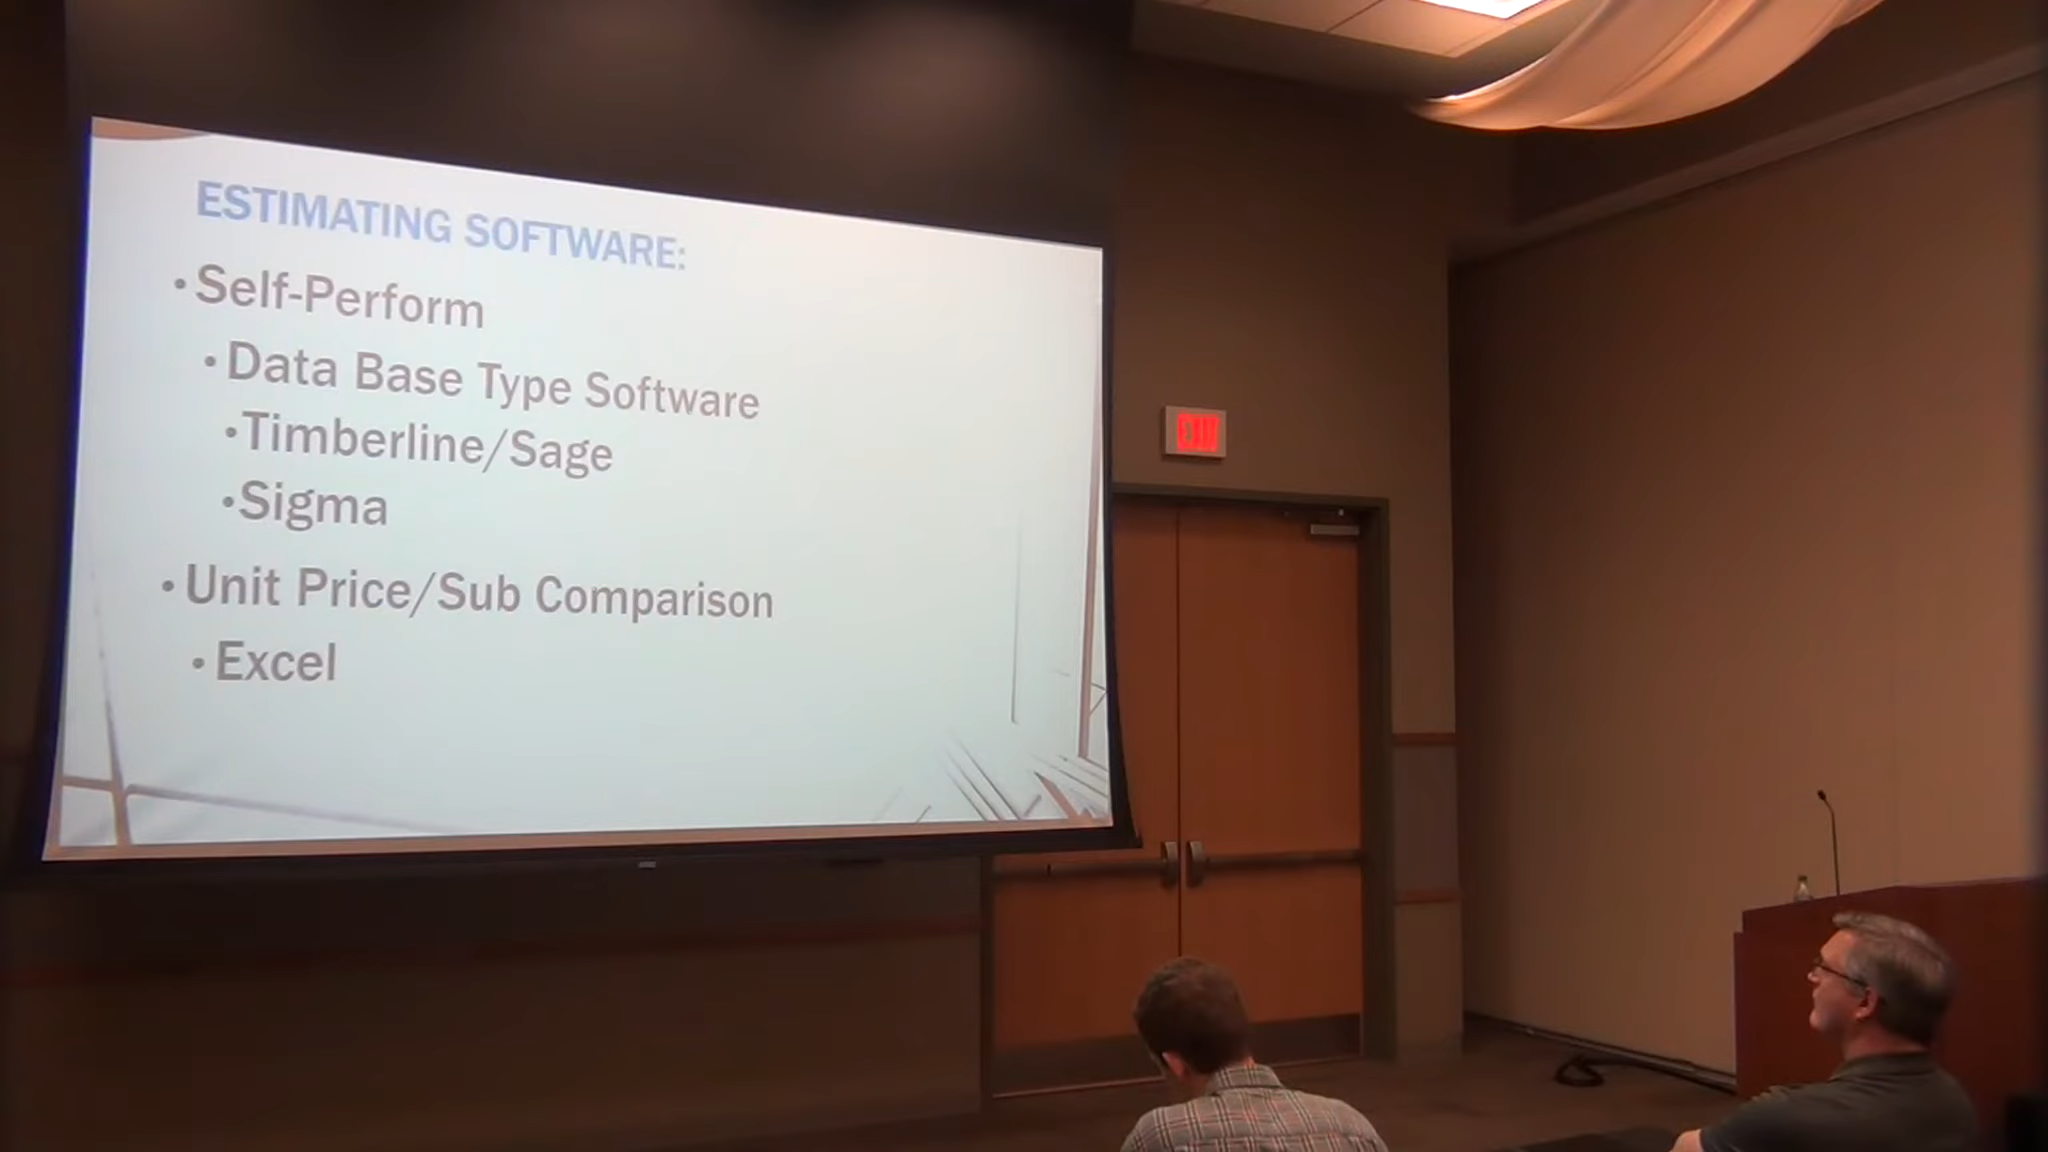 ESTIMATING SOFTWARE:
• Self-Perform
• Data Base Type Software
• Timberline/Sage
• Sigma
• Unit Price/Sub Comparison
• Excel
EXIT